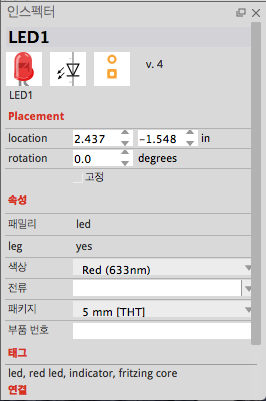 인스펙터
LED1
v. 4
LED1
Placement
location 2.437 -1.548 in
rotation 0.0 degrees
고정
속성
패밀리 led
leg yes
색상 Red (633nm)
전류
패키지 5 mm [THT]
부품 번호
태그
led, red led, indicator, fritzing core
연결